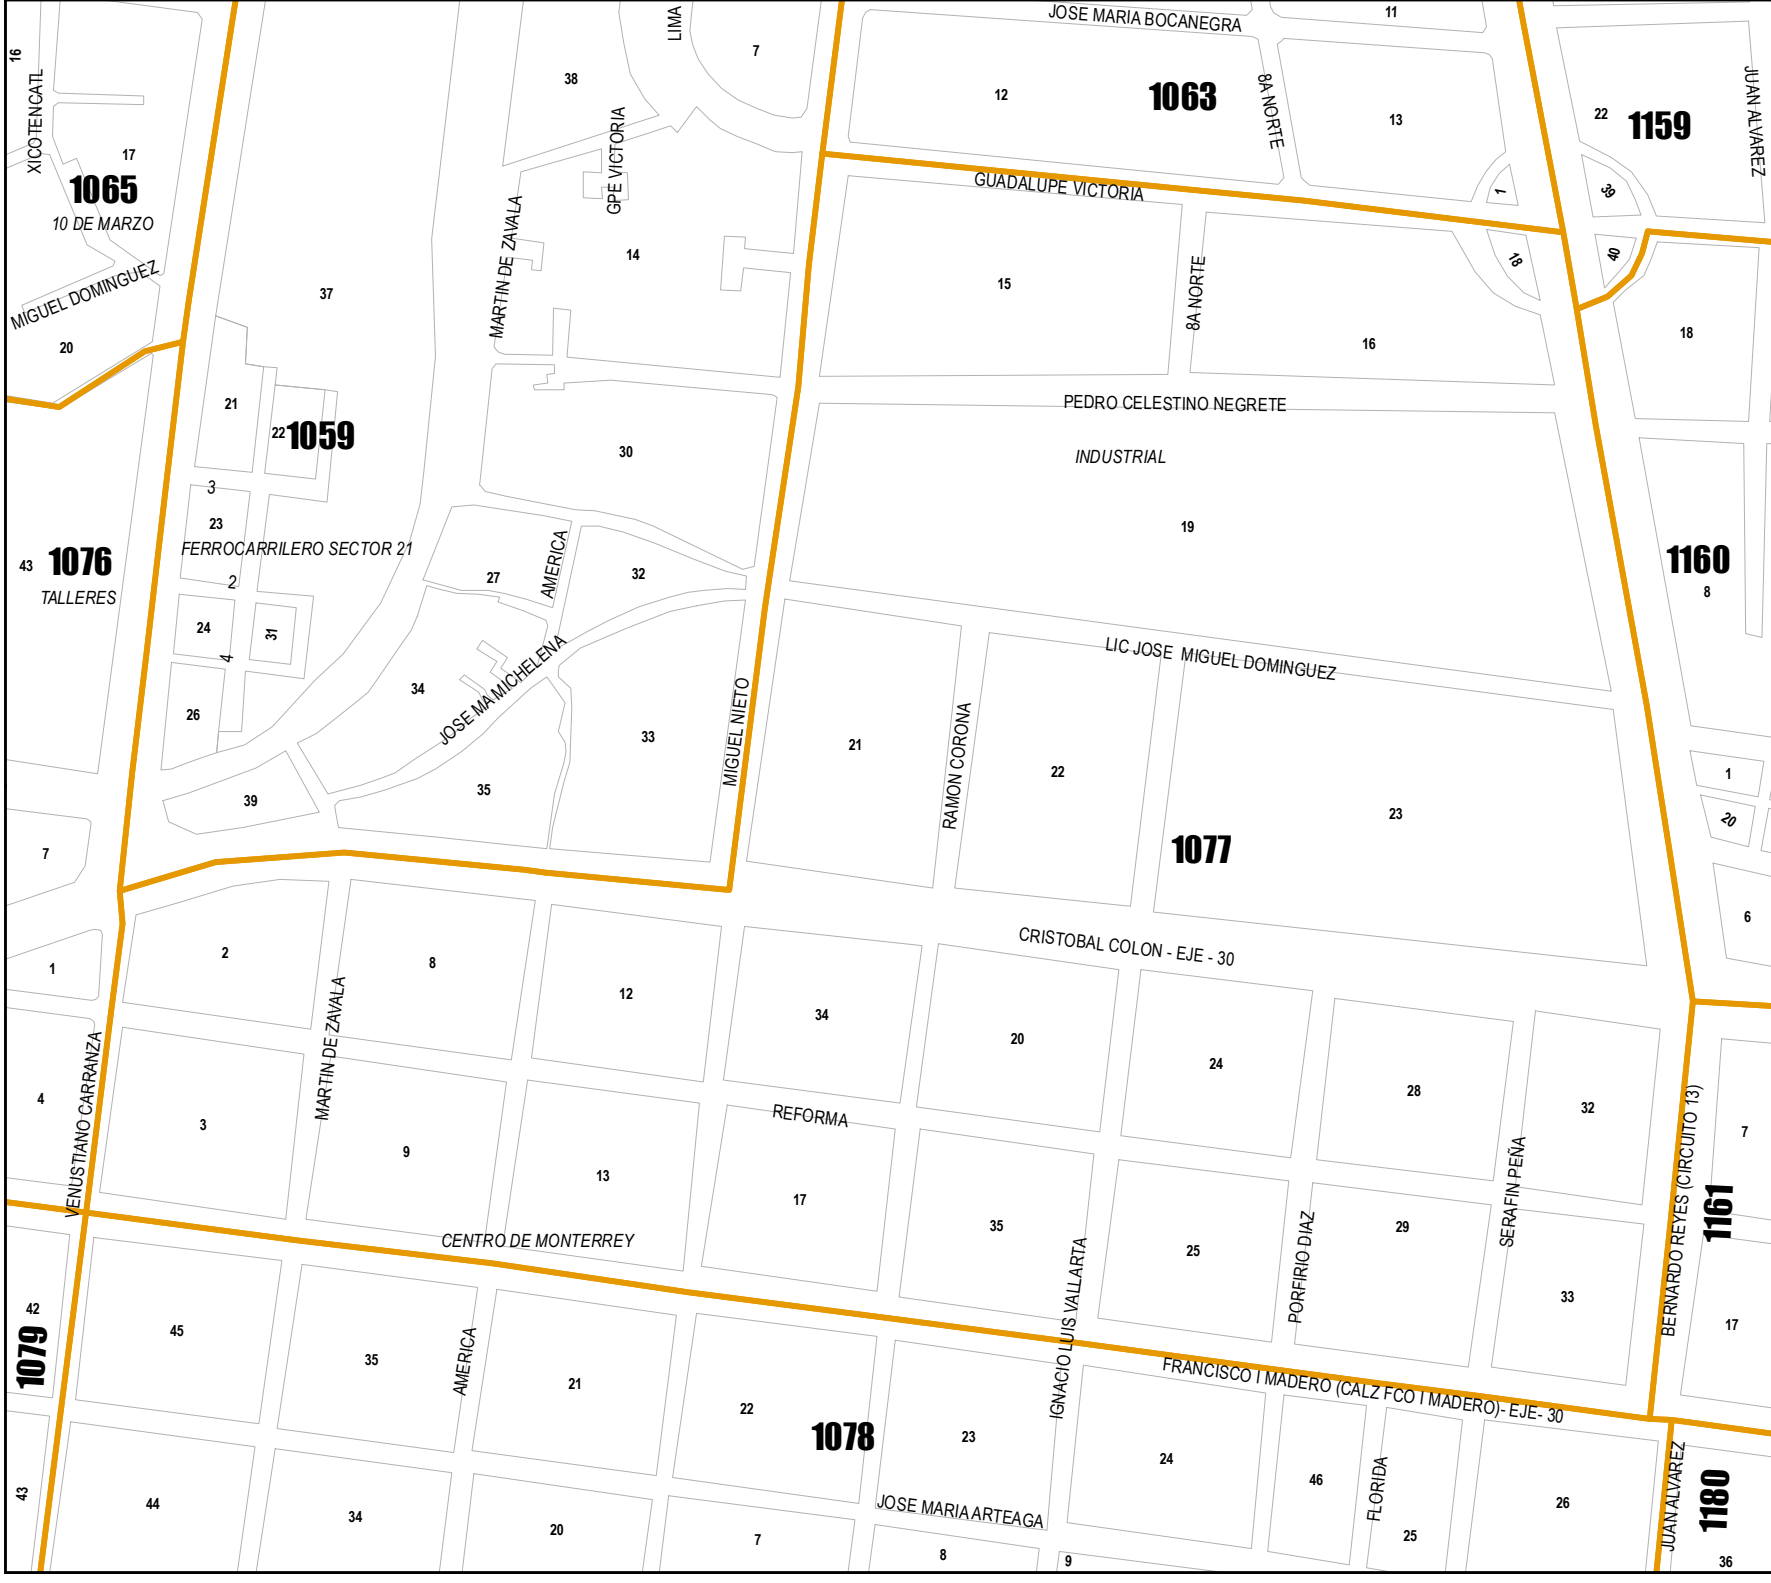 JOSE MARIA BOCANEGRA
11
LIMA
7
16
38
XICOTENCATL
12
1063
8A NORTE
13
22
1159
JUAN ALVAREZ
17
1065
10 DE MARZO
GPE VICTORIA
GUADALUPE VICTORIA
1
39
MARTIN DE ZAVALA
14
15
8A NORTE
18
40
MIGUEL DOMINGUEZ
37
20
16
18
21
22
1059
PEDRO CELESTINO NEGRETE
30
INDUSTRIAL
3
23
19
FERROCARRILERO SECTOR 21
43
1076
TALLERES
2
27
AMERICA
32
1160
8
24
31
4
LIC JOSE MIGUEL DOMINGUEZ
34
JOSE MA MICHELENA
26
33
MIGUEL NIETO
21
RAMON CORONA
22
1
39
35
23
20
7
1077
6
CRISTOBAL COLON - EJE - 30
1
2
8
12
34
20
24
28
32
4
VENUSTIANO CARRANZA
3
MARTIN DE ZAVALA
9
REFORMA
13
17
35
25
29
SERAFIN PEÑA
BERNARDO REYES (CIRCUITO 13)
7
1161
CENTRO DE MONTERREY
IGNACIO LUIS VALLARTA
PORFIRIO DIAZ
33
17
42
1079
45
35
AMERICA
21
22
1078
23
FRANCISCO I MADERO (CALZ FCO I MADERO)- EJE- 30
24
46
FLORIDA
25
26
JUAN ALVAREZ
1180
43
44
34
20
7
JOSE MARIA ARTEAGA
8
9
36